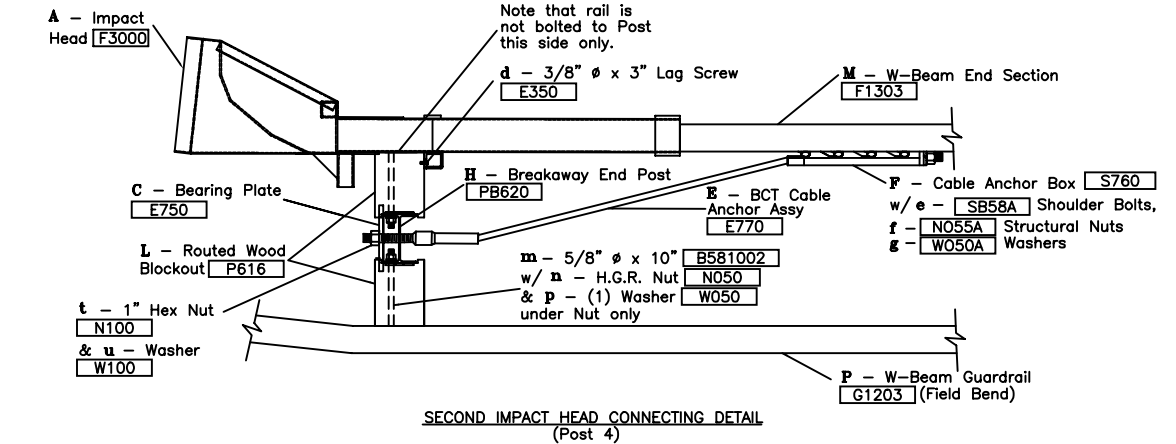 A – Impact
Head F3000
Note that rail is
not bolted to Post
this side only.
d – 3/8" ø x 3" Lag Screw
E350
M – W–Beam End Section
F1303
C – Bearing Plate
E750
H – Breakaway End Post
PB620
E – BCT Cable
Anchor Assy
E770
F – Cable Anchor Box S760
w/e – SB58A Shoulder Bolts,
f – N055A Structural Nuts
g – W050A Washers
L – Routed Wood
Blockout P616
m – 5/8" ø x 10" B581002
w/ n – H.G.R. Nut N050
& p – (1) Washer W050
under Nut only
t – 1" Hex Nut
N100
& u – Washer
W100
P – W–Beam Guardrail
G1203 (Field Bend)
SECOND IMPACT HEAD CONNECTING DETAIL
(Post 4)